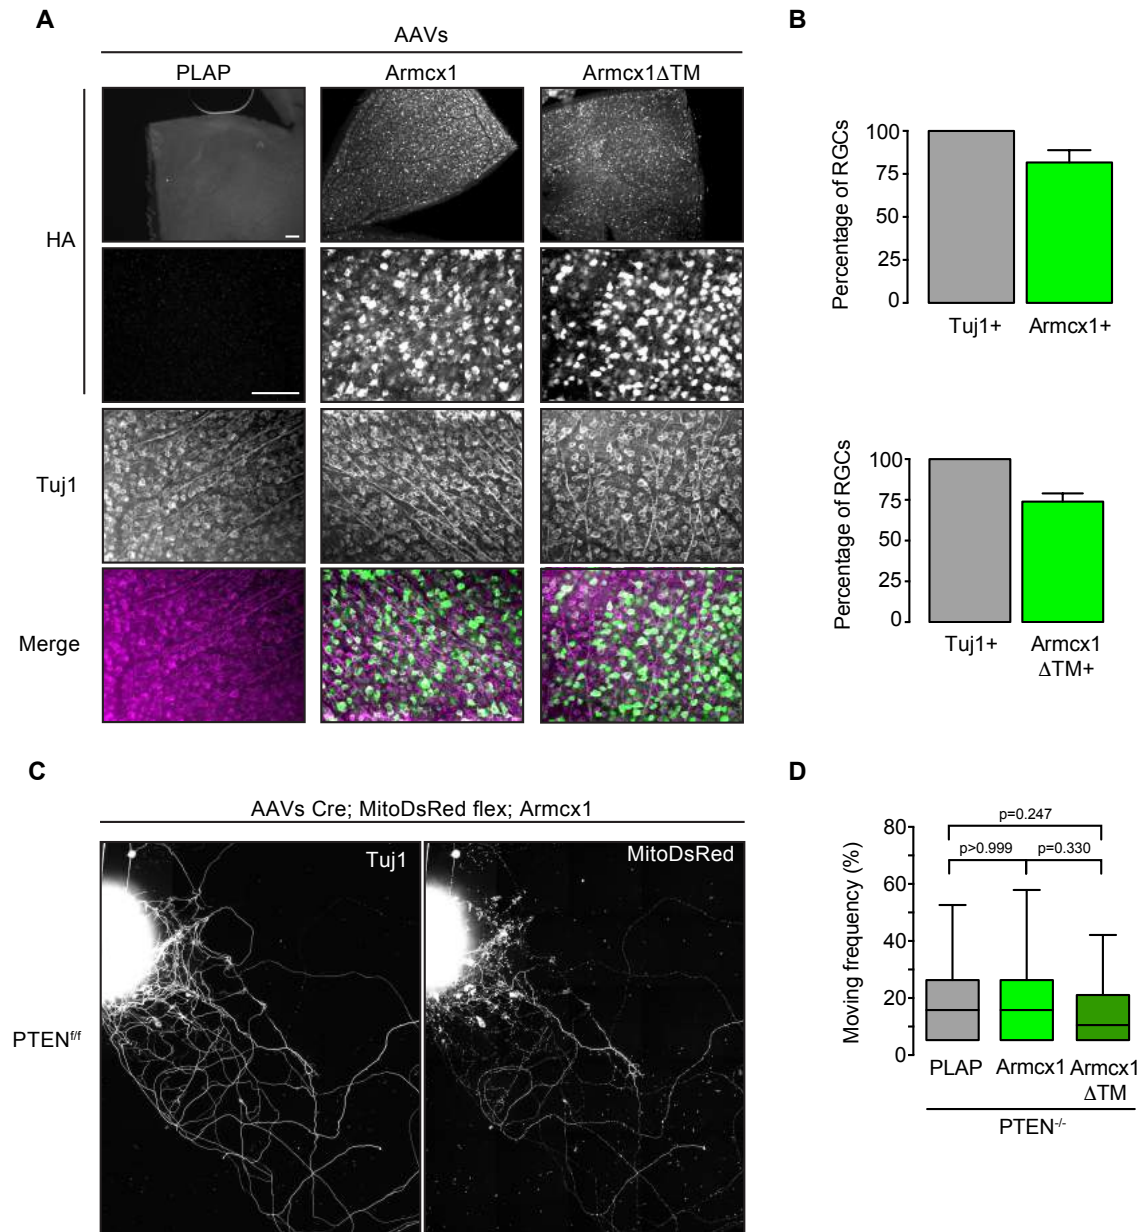 A
AAVs
PLAP
Armcx1
Armcx1ΔTM
HA
Tuj1
Merge
B
Percentage of RGCs
100
75
50
25
0
Tuj1+
Armcx1+
Percentage of RGCs
100
75
50
25
0
Tuj1+
Armcx1
ΔTM+
C
AAVs Cre; MitoDsRed flex; Armcx1
Tuj1
MitoDsRed
PTENf/f
D
Moving frequency (%)
80
60
40
20
0
p=0.247
p>0.999
p=0.330
PLAP
Armcx1
Armcx1
ΔTM
PTEN-/-